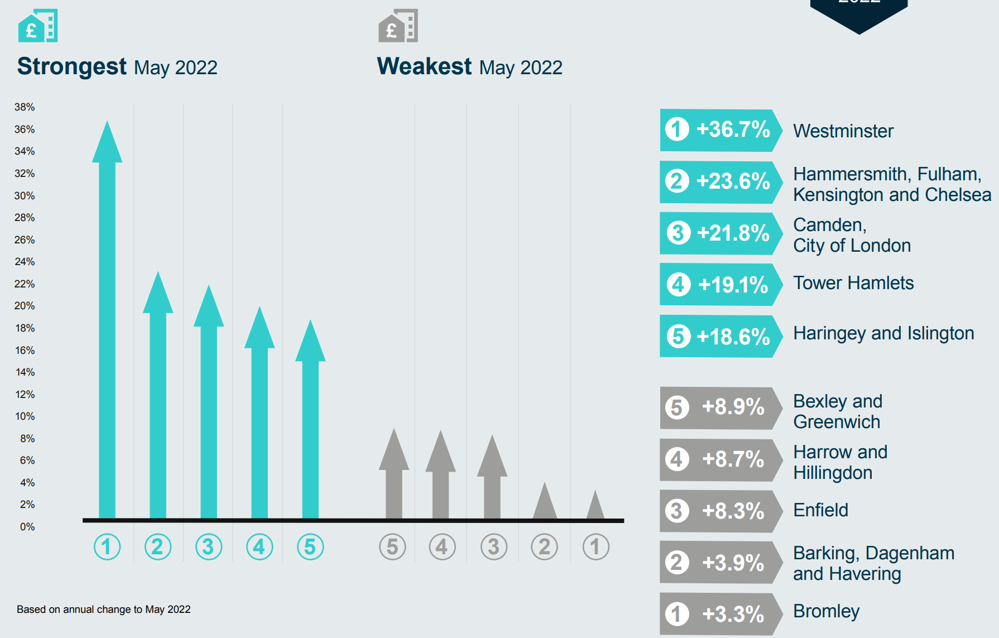 2022
£
£
Strongest May 2022
Weakest May 2022
38%
36%
34%
32%
30%
28%
26%
24%
22%
20%
18%
16%
14%
12%
10%
8%
6%
4%
2%
0%
1 2 3 4 5
5 4 3 2 1
1 +36.7% Westminster
2 +23.6% Hammersmith, Fulham,
Kensington and Chelsea
3 +21.8% Camden,
City of London
4 +19.1% Tower Hamlets
5 +18.6% Haringey and Islington
5 +8.9% Bexley and
Greenwich
4 +8.7% Harrow and
Hillingdon
3 +8.3% Enfield
2 +3.9% Barking, Dagenham
and Havering
1 +3.3% Bromley
Based on annual change to May 2022